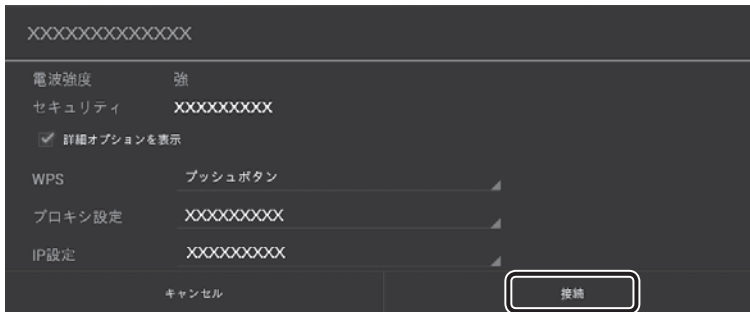 XXXXXXXXXXXXX
電波強度 強
セキュリティ XXXXXXXXX
詳細オプションを表示
WPS プッシュボタン
プロキシ設定 XXXXXXXXX
IP設定 XXXXXXXXX
キャンセル 接続